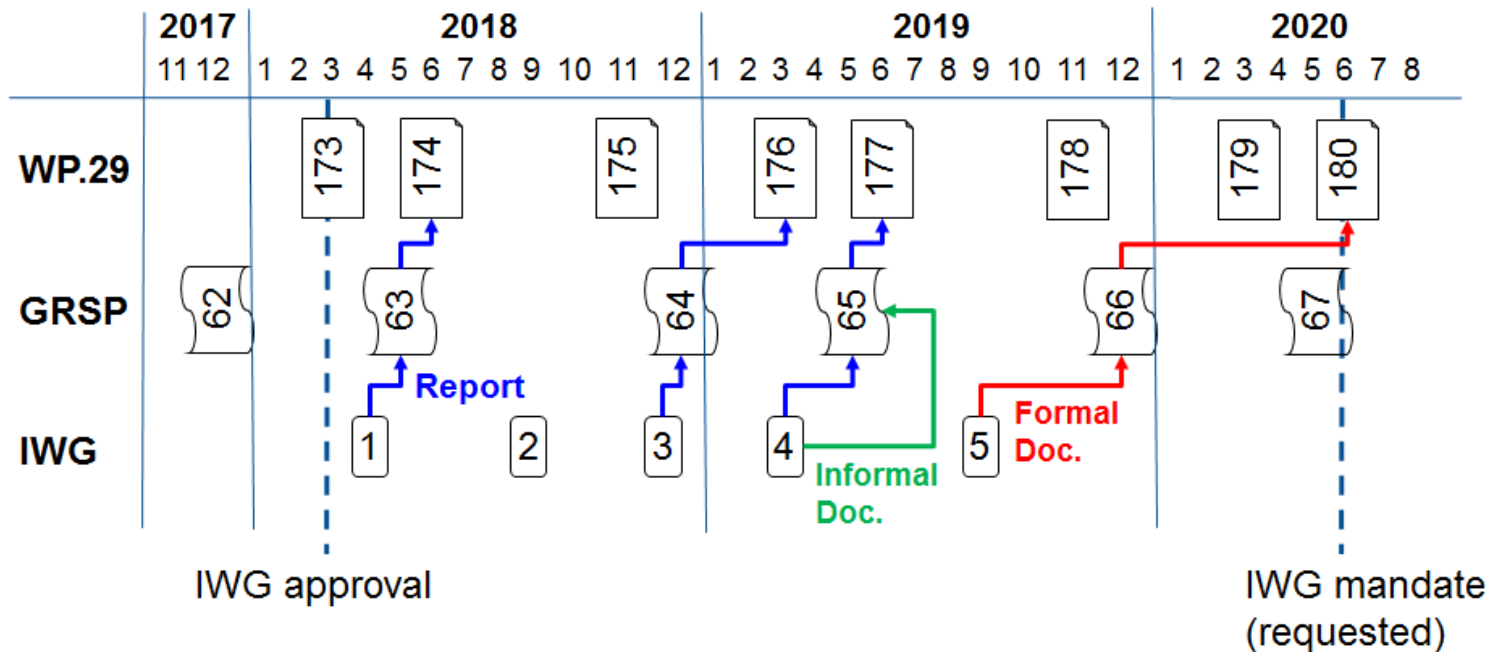 2017 2018 2019 2020
11 12 1 2 3 4 5 6 7 8 9 10 11 12 1 2 3 4 5 6 7 8 9 10 11 12 1 2 3 4 5 6 7 8
WP.29 173 174 175 176 177 178 179 180
GRSP 62 63 64 65 66 67
Report
IWG 1 2 3 4 5
Formal
Doc.
Informal
Doc.
IWG approval
IWG mandate
(requested)